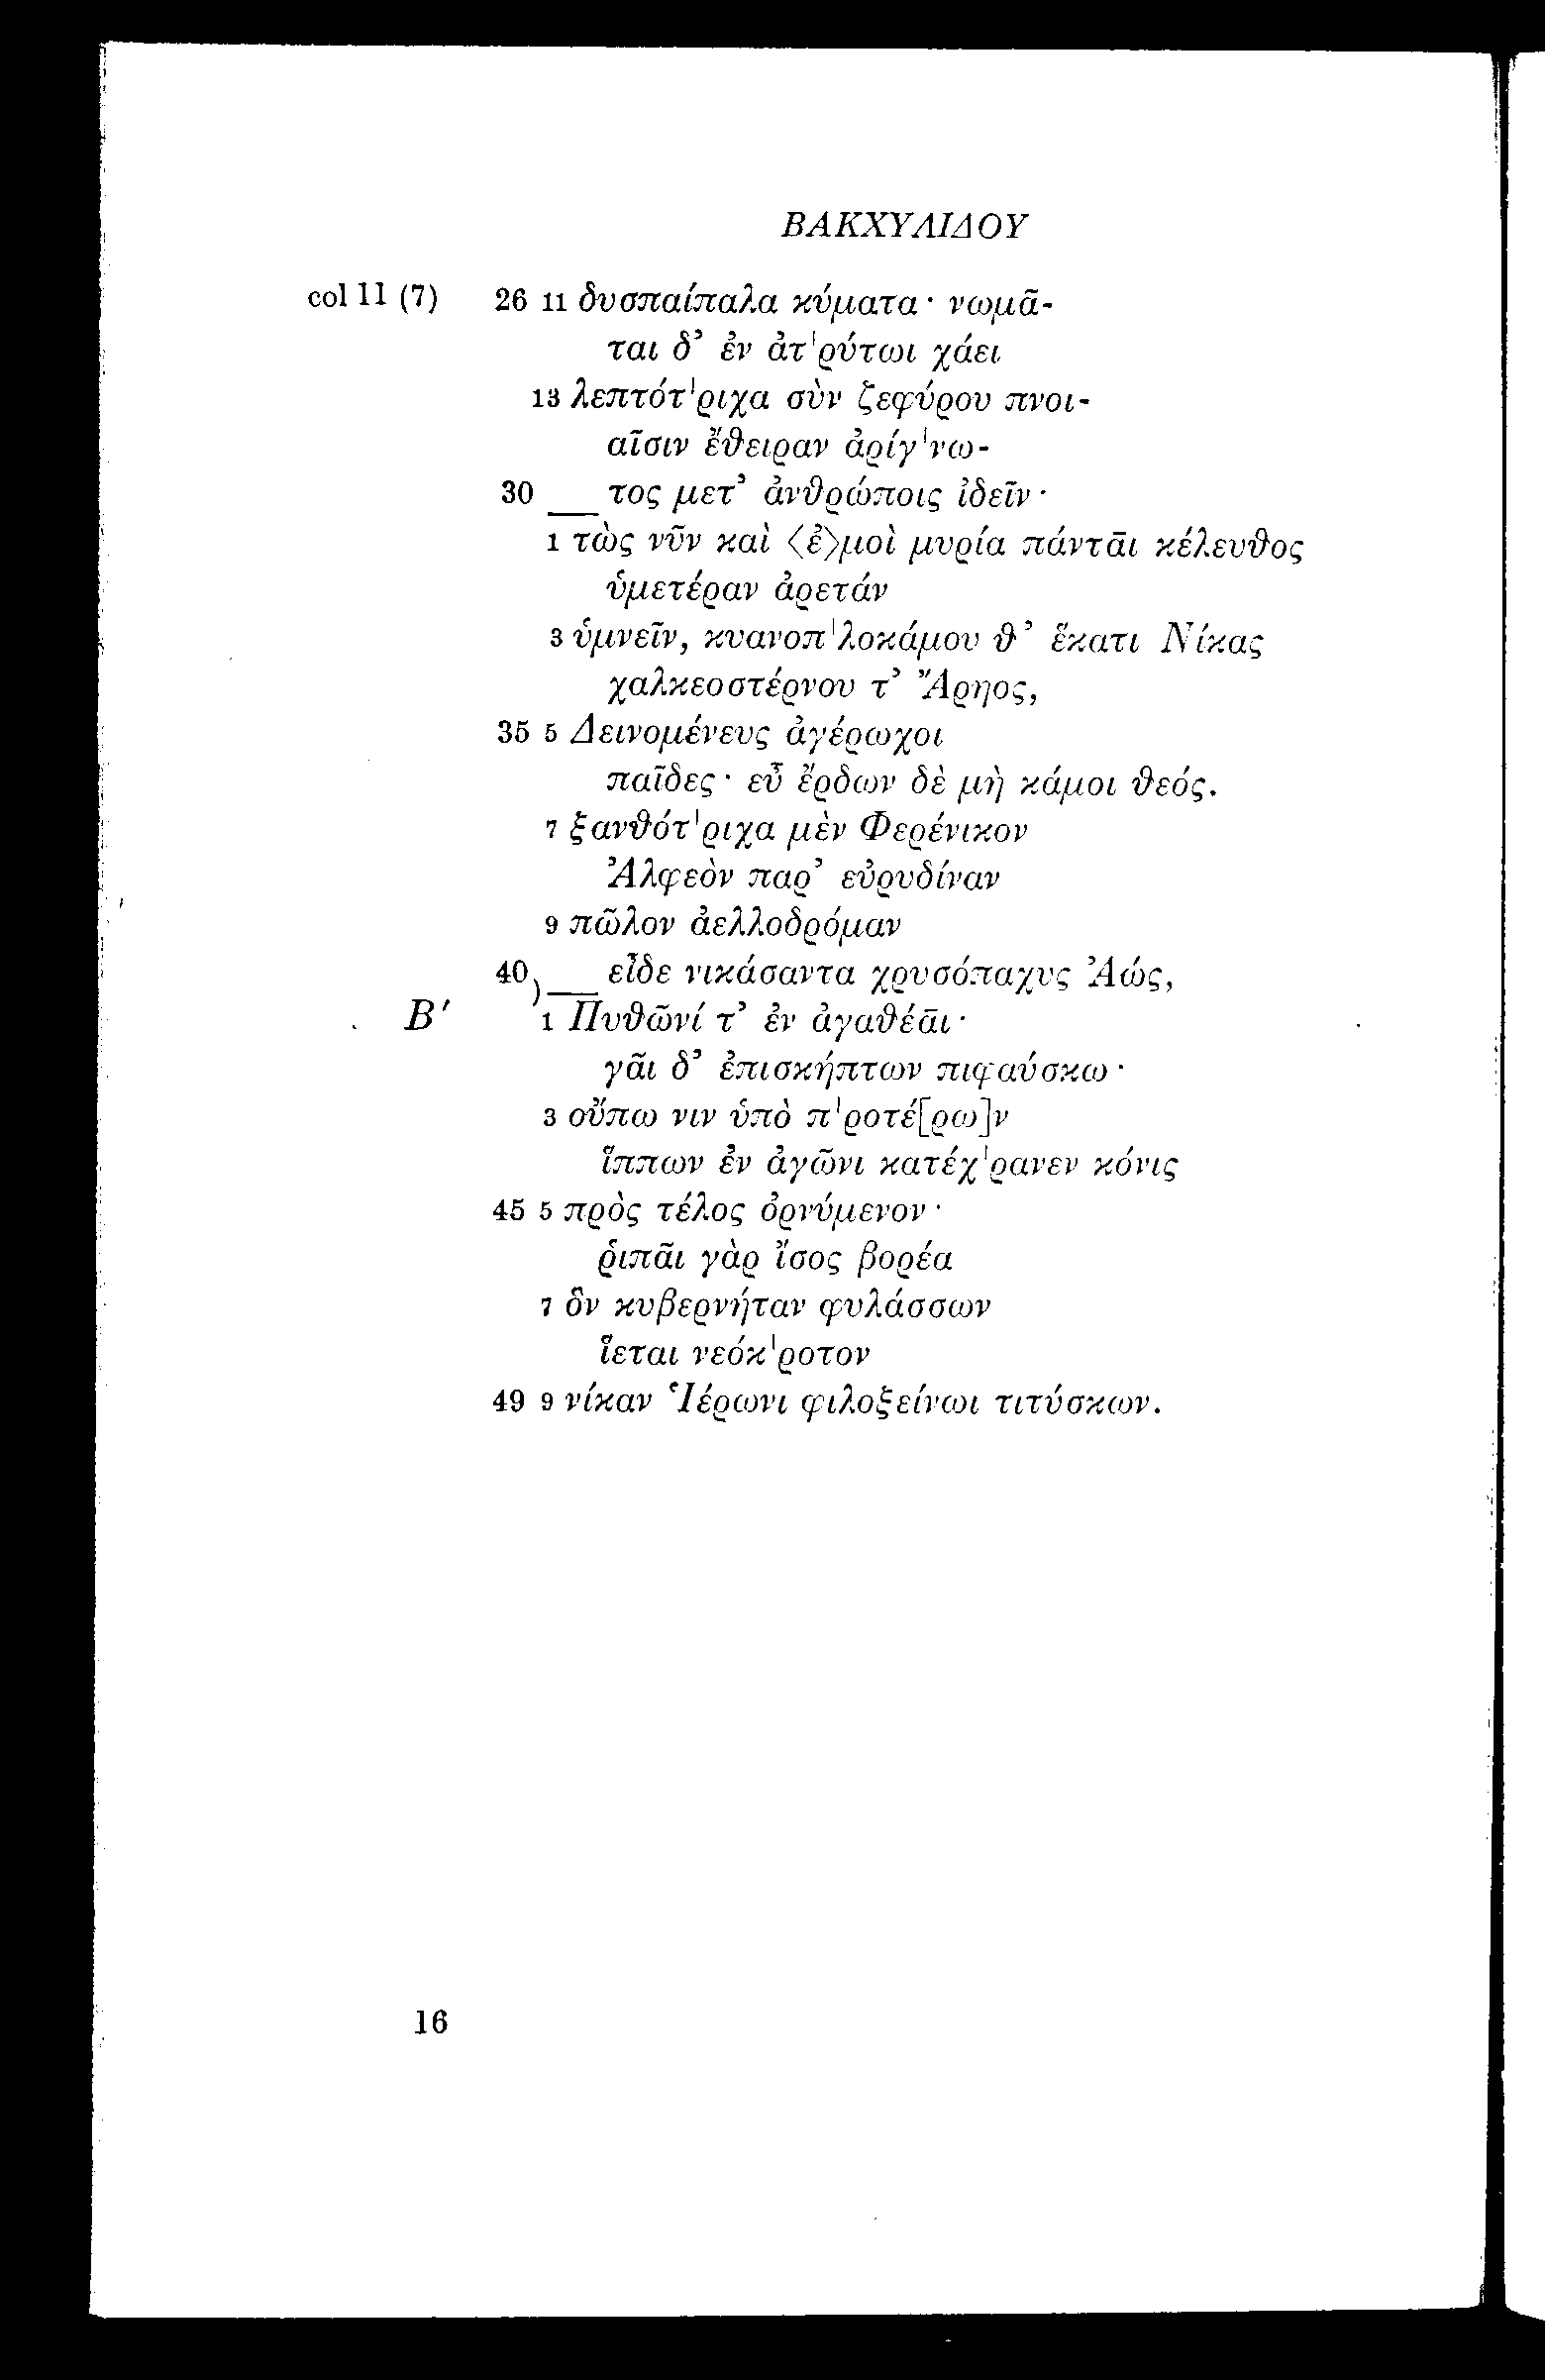 ΒΑΚΧΥΛΙΔΟΥ
col 11 (7) 26 11 δυσπαίπαλα κύματα· νωμᾶ-
ται δ’ ἐν ἀτ'ρύτωι χάει
13 λεπτότ'ριχα σὺν ζεφύρου πνοι-
αῖσιν ἔθειραν ἀρίγ'νω-
30 __ τος μετ’ ἀνθρώποις ἰδεῖν·
1 τὼς νῦν καὶ ⟨ἐ⟩μοὶ μυρία πάντᾱι κέλευθος
ὑμετέραν ἀρετάν
3 ὑμνεῖν, κυανοπ'λοκάμου θ’ ἕκατι Νίκας
χαλκεοστέρνου τ’ Ἄρηος,
35 5 Δεινομένευς ἀγέρωχοι
παῖδες· εὖ ἔρδων δὲ μὴ κάμοι θεός.
7 ξανθότ'ριχα μὲν Φερένικον
Ἀλφεὸν παρ’ εὐρυδίναν
9 πῶλον ἀελλοδρόμαν
40 )__ εἶδε νικάσαντα χρυσόπαχυς Ἀώς,
Β′ 1 Πυθῶνί τ’ ἐν ἀγαθέᾱι·
γᾶι δ’ ἐπισκήπτων πιφαύσκω·
3 οὔπω νιν ὑπὸ π'ροτέ[ρω]ν
ἵππων ἐν ἀγῶνι κατέχ'ρανεν κόνις
45 5 πρὸς τέλος ὀρνύμενον·
ῥιπᾶι γὰρ ἴσος βορέα
7 ὃν κυβερνήταν φυλάσσων
ἵεται νεόκ'ροτον
49 9 νίκαν Ἱέρωνι φιλοξείνωι τιτύσκων.
16